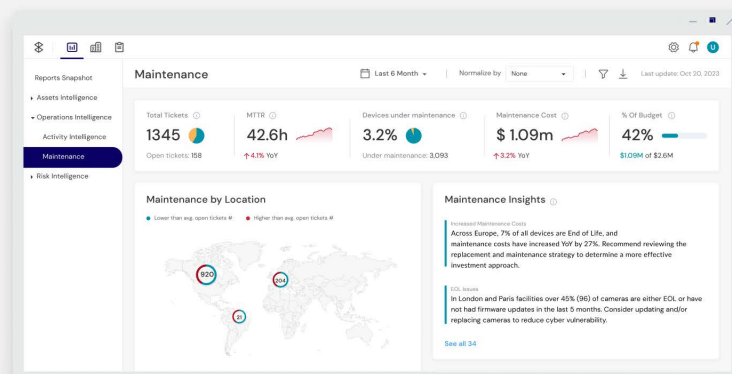 U
Reports Snapshot
Maintenance
Last 6 Month
Normalize by
None
Last update: Oct 20, 2023
Assets Intelligence
Operations Intelligence
Activity Intelligence
Maintenance
Risk Intelligence
Total Tickets
1345
Open tickets: 158
MTTR
42.6h
↑4.1% YoY
Devices under maintenance
3.2%
Under maintenance: 3,093
Maintenance Cost
$ 1.09m
↑3.2% YoY
% Of Budget
42%
$1.09M of $2.6M
Maintenance by Location
Lower than avg. open tickets #
Higher than avg. open tickets #
920
204
21
Maintenance Insights
Increased Maintenance Costs
Across Europe, 7% of all devices are End of Life, and
maintenance costs have increased YoY by 27%. Recommend reviewing the
replacement and maintenance strategy to determine a more effective
investment approach.
EOL Issues
In London and Paris facilities over 45% (96) of cameras are either EOL or have
not had firmware updates in the last 5 months. Consider updating and/or
replacing cameras to reduce cyber vulnerability.
See all 34